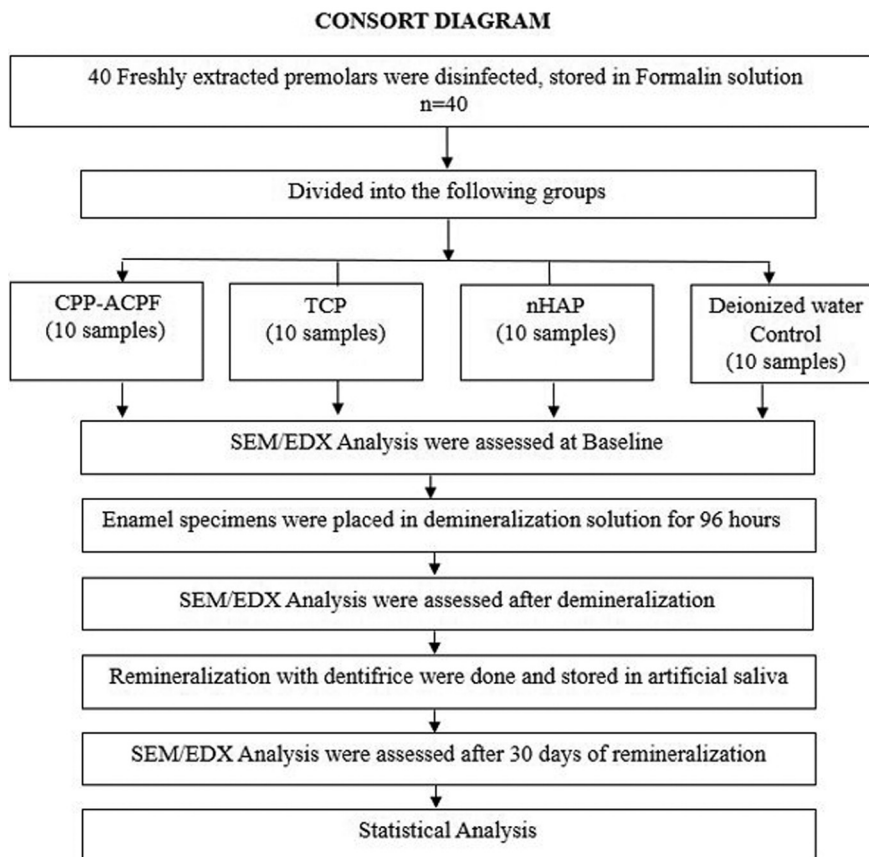 CONSORT DIAGRAM
40 Freshly extracted premolars were disinfected, stored in Formalin solution
n=40
Divided into the following groups
CPP-ACPF
(10 samples)
TCP
(10 samples)
nHAP
(10 samples)
Deionized water
Control
(10 samples)
SEM/EDX Analysis were assessed at Baseline
Enamel specimens were placed in demineralization solution for 96 hours
SEM/EDX Analysis were assessed after demineralization
Remineralization with dentifrice were done and stored in artificial saliva
SEM/EDX Analysis were assessed after 30 days of remineralization
Statistical Analysis